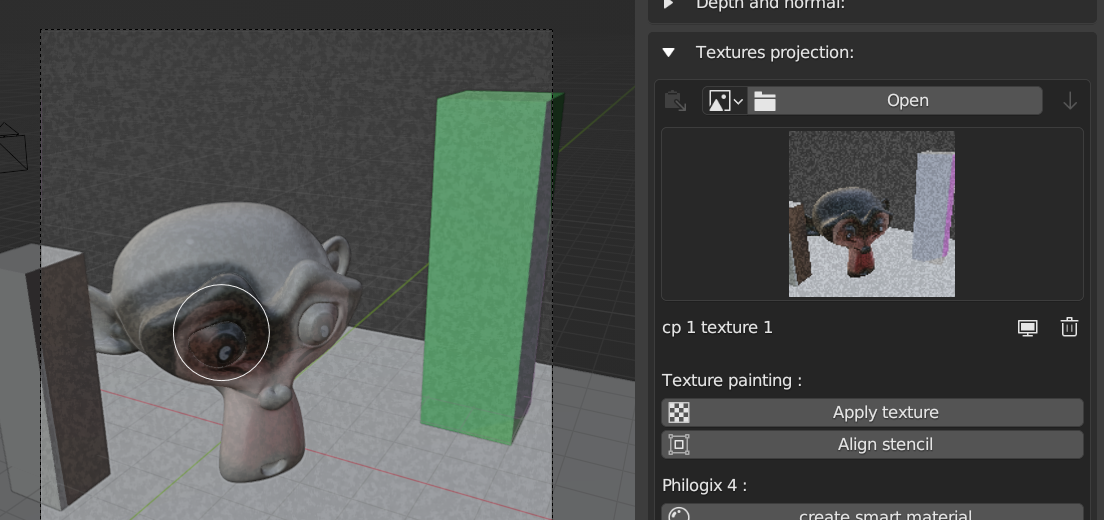 Depth and normal:
Textures projection:
Open
cp 1 texture 1
Texture painting :
Apply texture
Align stencil
Philogix 4 :
create smart material